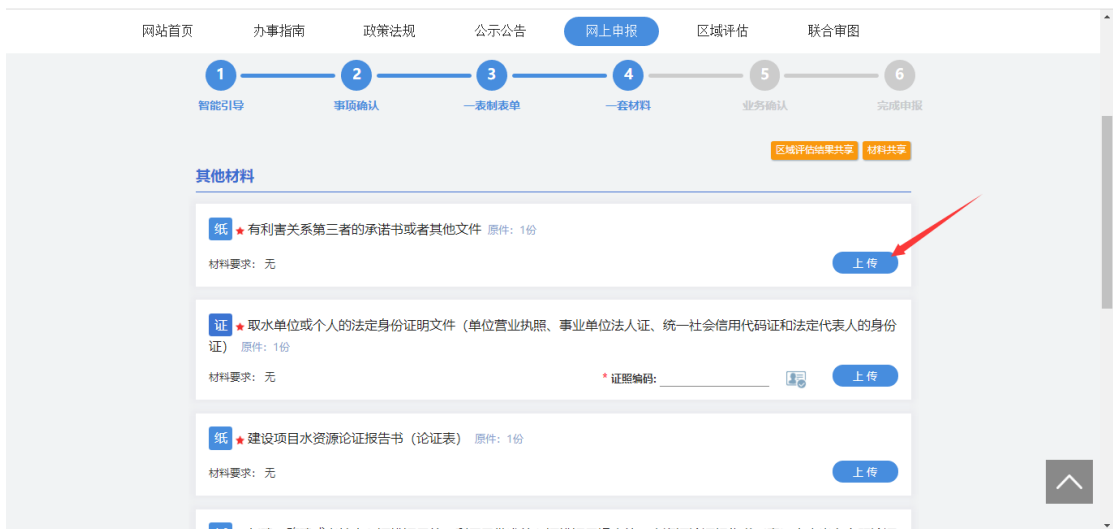 网站首页 办事指南 政策法规 公示公告 网上申报 区域评估 联合审图
1 2 3 4 5 6
智能引导 事项确认 一表制表单 一套材料 业务确认 完成申报
区域评估结果共享 材料共享
其他材料
纸 ★ 有利害关系第三者的承诺书或者其他文件 原件：1份
材料要求：无 上传
证 ★ 取水单位或个人的法定身份证明文件（单位营业执照、事业单位法人证、统一社会信用代码证和法定代表人的身份
证） 原件：1份
材料要求：无 * 证照编码: 上传
纸 ★ 建设项目水资源论证报告书（论证表） 原件：1份
材料要求：无 上传